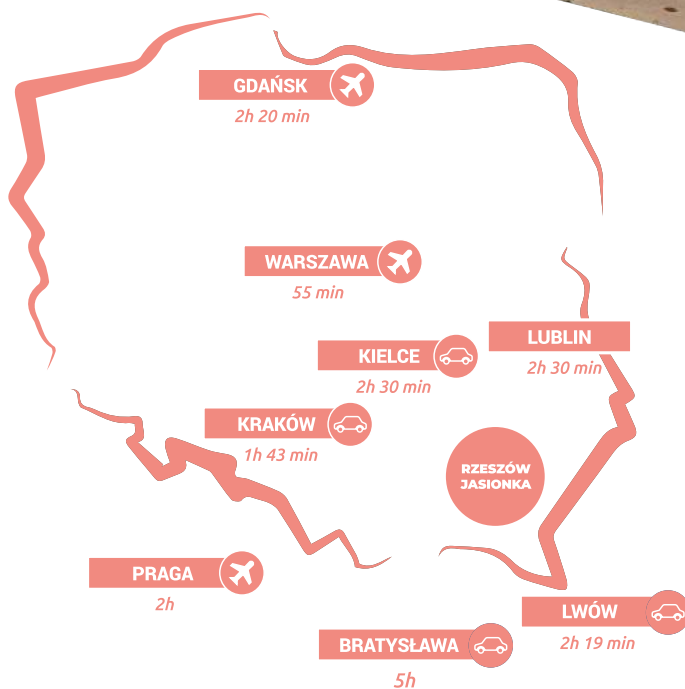 GDAŃSK
2h 20 min
WARSZAWA
55 min
LUBLIN
2h 30 min
KIELCE
2h 30 min
KRAKÓW
1h 43 min
RZESZÓW
JASIONKA
PRAGA
2h
LWÓW
2h 19 min
BRATYSŁAWA
5h